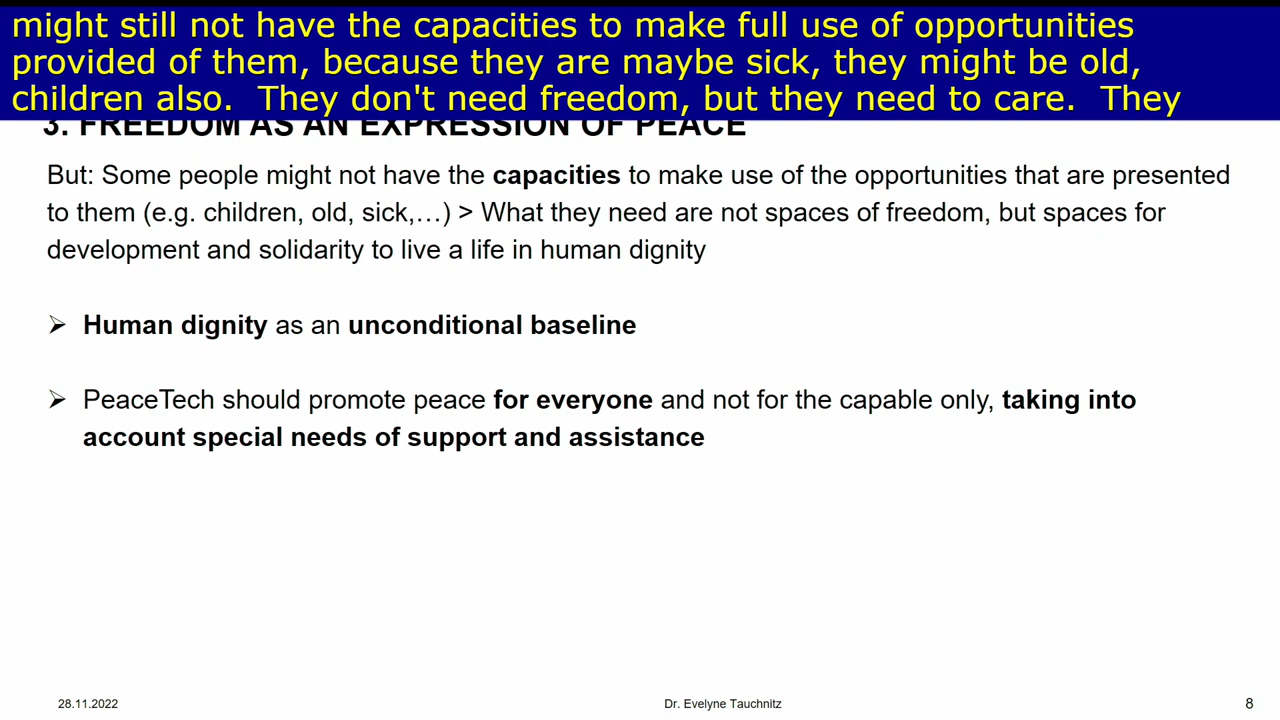 might still not have the capacities to make full use of opportunities
provided of them, because they are maybe sick, they might be old,
children also.  They don't need freedom, but they need to care.  They
3. FREEDOM AS AN EXPRESSION OF PEACE
But: Some people might not have the capacities to make use of the opportunities that are presented
to them (e.g. children, old, sick,…) > What they need are not spaces of freedom, but spaces for
development and solidarity to live a life in human dignity
➢ Human dignity as an unconditional baseline
➢ PeaceTech should promote peace for everyone and not for the capable only, taking into
account special needs of support and assistance
28.11.2022 Dr. Evelyne Tauchnitz 8